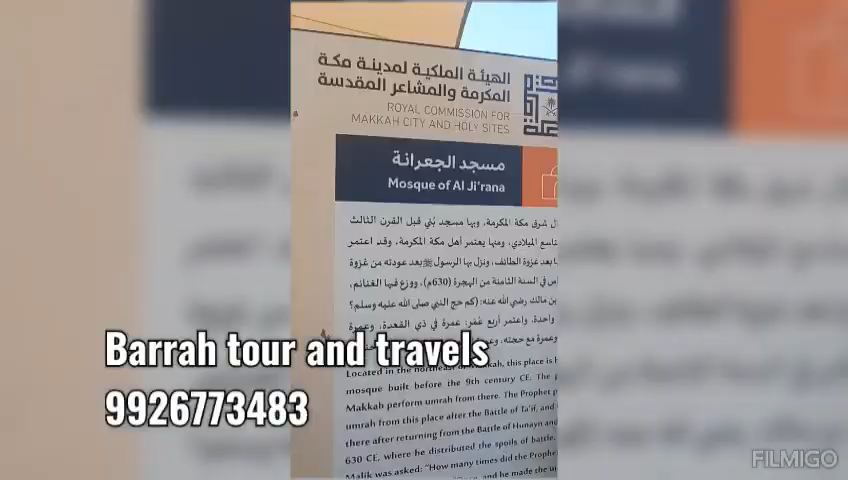 الهيئة الملكية لمدينة مكة
المكرمة والمشاعر المقدسة
ROYAL COMMISSION FOR
MAKKAH CITY AND HOLY SITES
مسجد الجعرانة
Mosque of Al Ji'rana
شرق مكة المكرمة، وبها مسجد بُني قبل القرن الثالث
الميلادي، ومنها يعتمر أهل مكة المكرمة، وقد اعتمر
بعد غزوة الطائف، ونزل بها الرسول ﷺ بعد عودته من غزوة
في السنة الثامنة من الهجرة (630م)، ووزع فيها الغنائم،
بن مالك رضي الله عنه: (كم حج النبي صلى الله عليه وسلم؟
واحدة، واعتمر أربع عُمَر: عمرة في ذي القعدة، وعمرة
وعمرة مع حجته،
Barrah tour and travels
9926773483
Located in the northeast of Makkah, this place is
mosque built before the 9th century CE. The
Makkah perform umrah from there. The Prophet
umrah from this place after the Battle of Ta'if, and
there after returning from the Battle of Hunayn and
630 CE, where he distributed the spoils of battle.
Malik was asked: "How many times did the Prophet
and he made the
FILMIGO